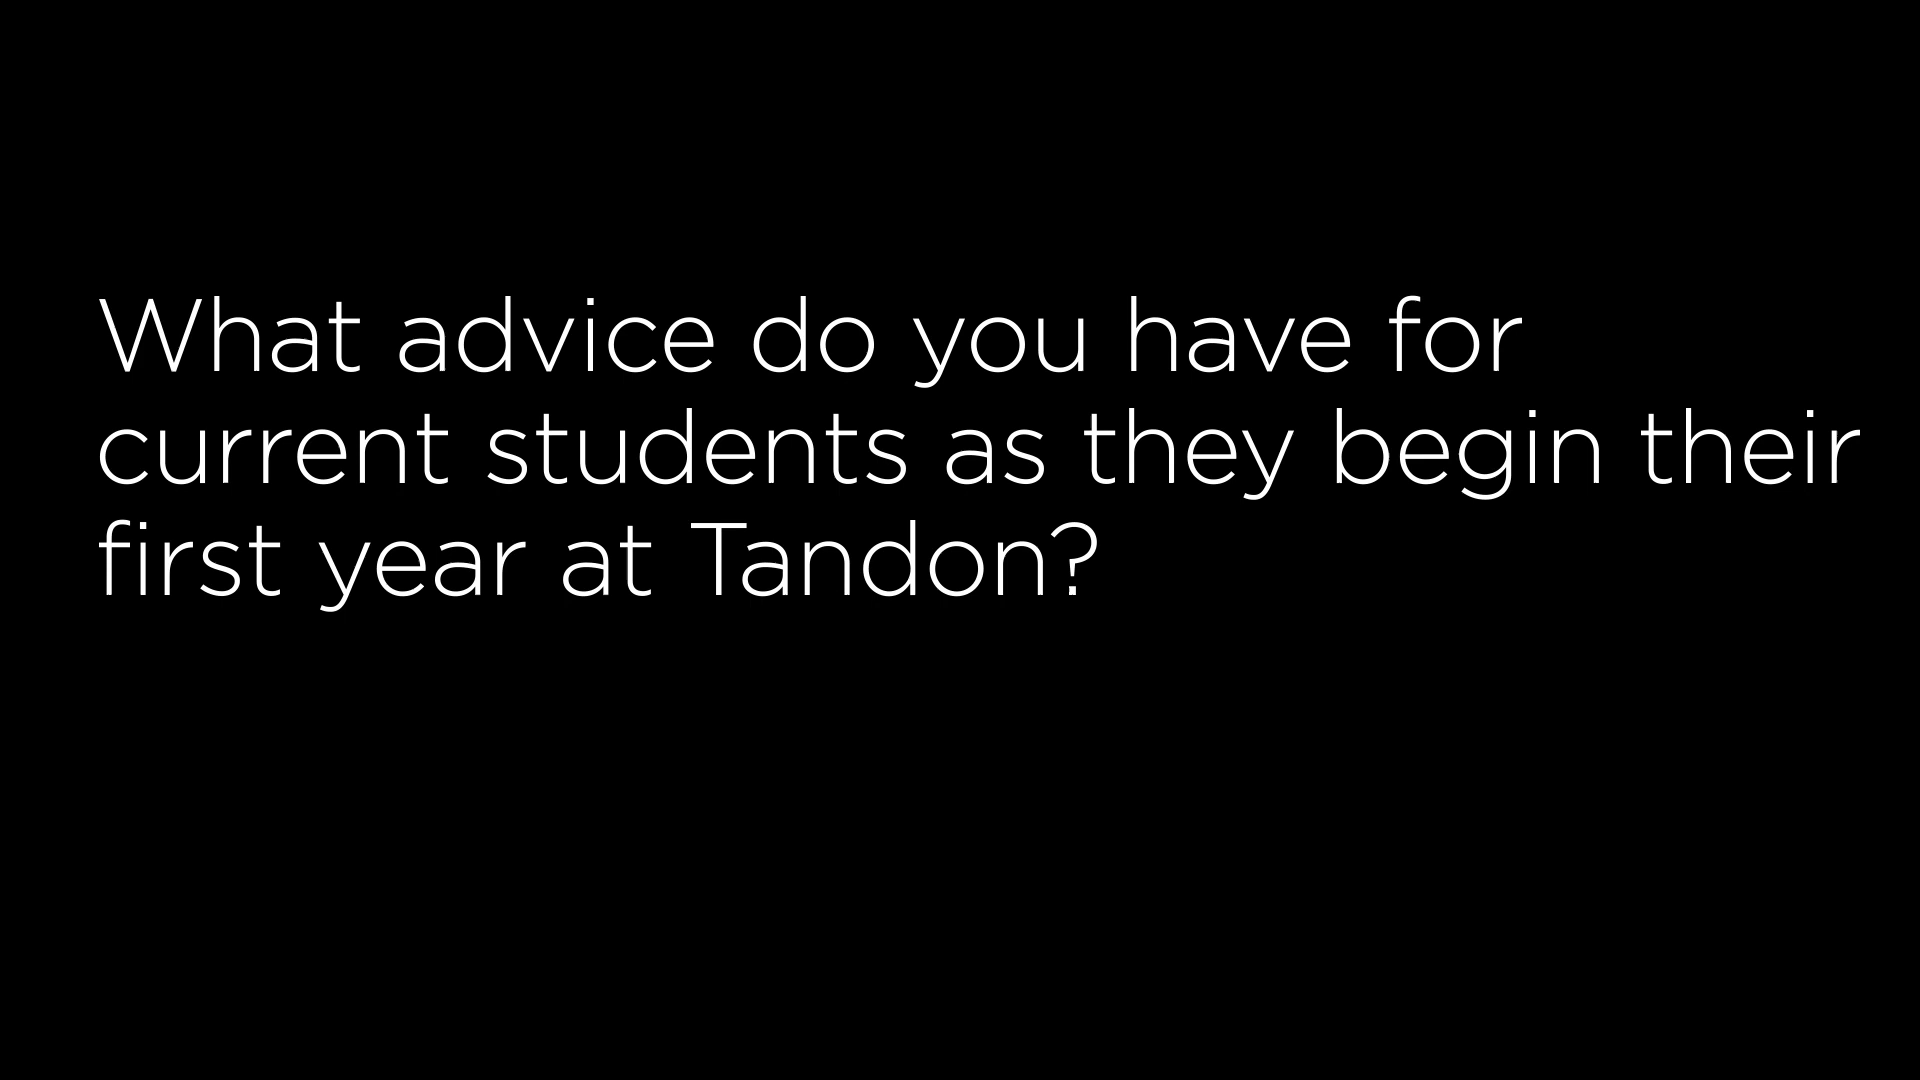 What advice do you have for
current students as they begin their
first year at Tandon?